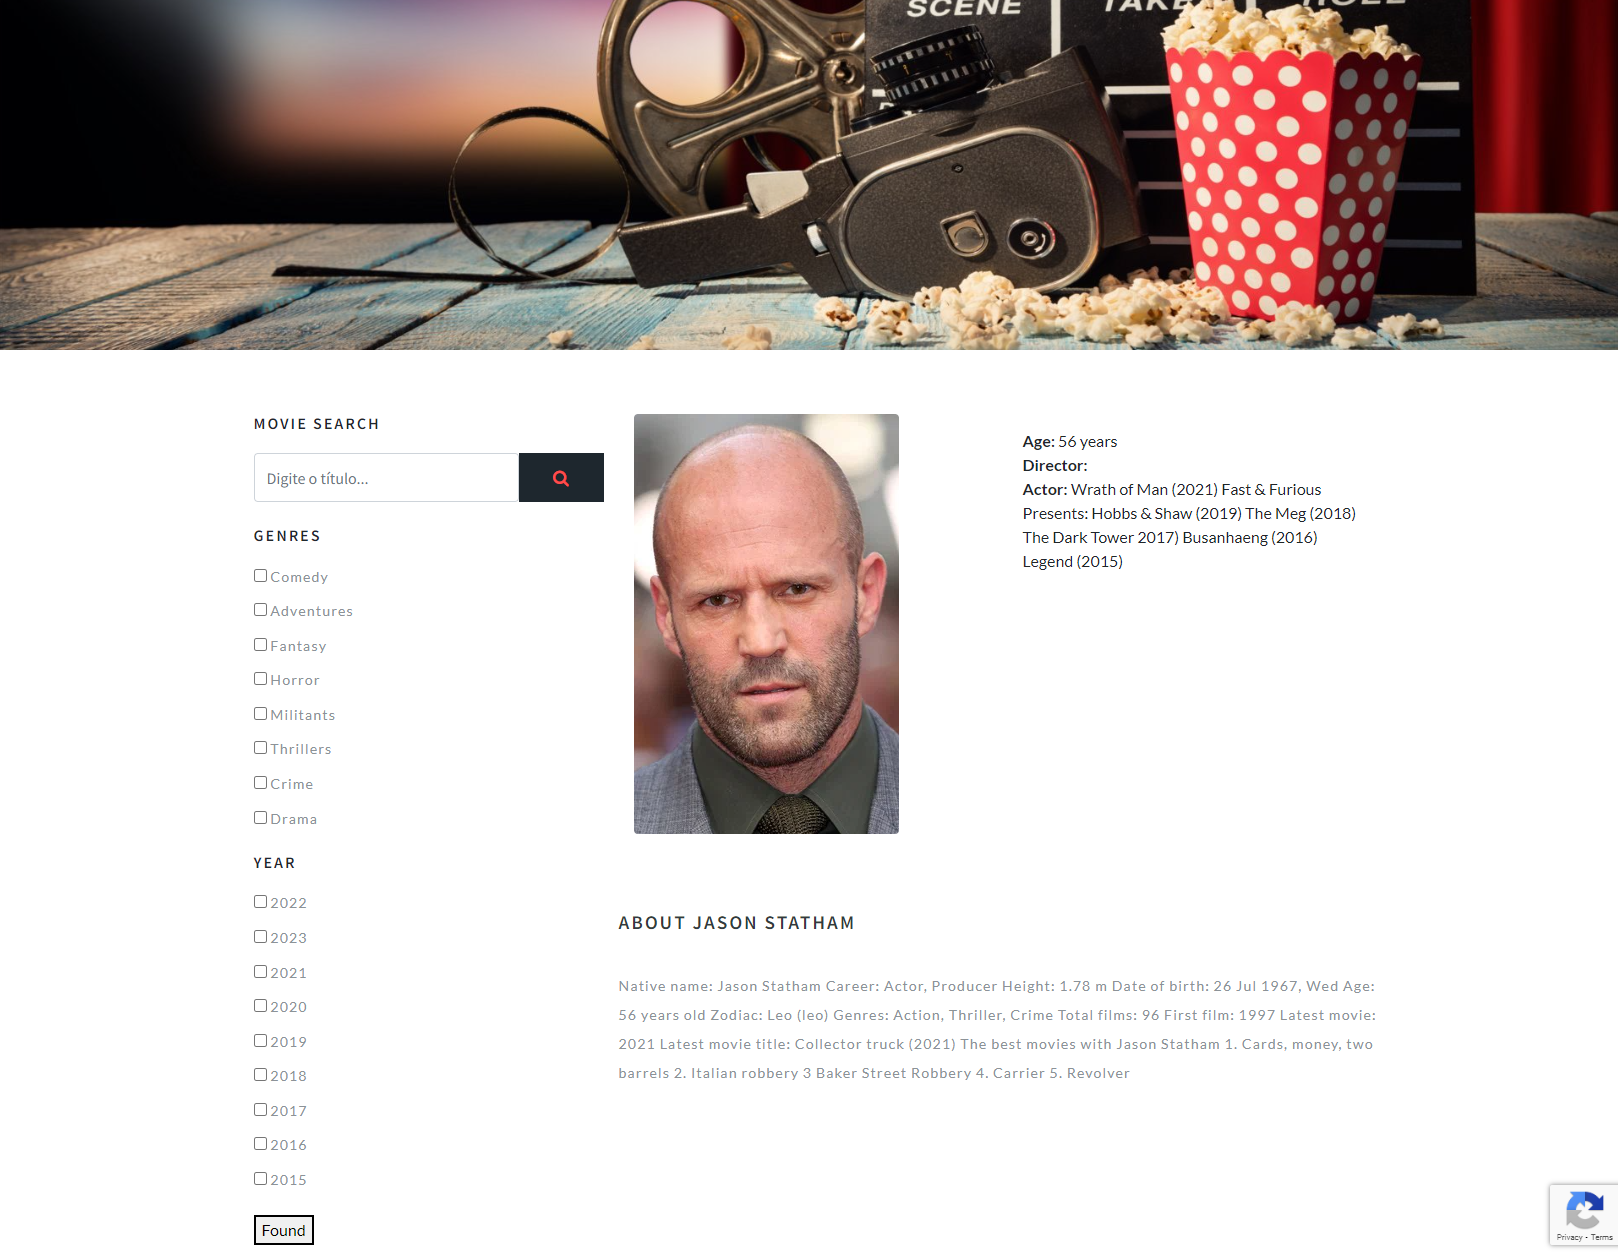 SCENE
TAKE
ROLL
MOVIE SEARCH
Digite o título...
GENRES
Comedy
Adventures
Fantasy
Horror
Militants
Thrillers
Crime
Drama
YEAR
2022
2023
2021
2020
2019
2018
2017
2016
2015
Found
Age: 56 years
Director:
Actor: Wrath of Man (2021) Fast & Furious
Presents: Hobbs & Shaw (2019) The Meg (2018)
The Dark Tower 2017) Busanhaeng (2016)
Legend (2015)
ABOUT JASON STATHAM
Native name: Jason Statham Career: Actor, Producer Height: 1.78 m Date of birth: 26 Jul 1967, Wed Age:
56 years old Zodiac: Leo (leo) Genres: Action, Thriller, Crime Total films: 96 First film: 1997 Latest movie:
2021 Latest movie title: Collector truck (2021) The best movies with Jason Statham 1. Cards, money, two
barrels 2. Italian robbery 3 Baker Street Robbery 4. Carrier 5. Revolver
Privacy - Terms